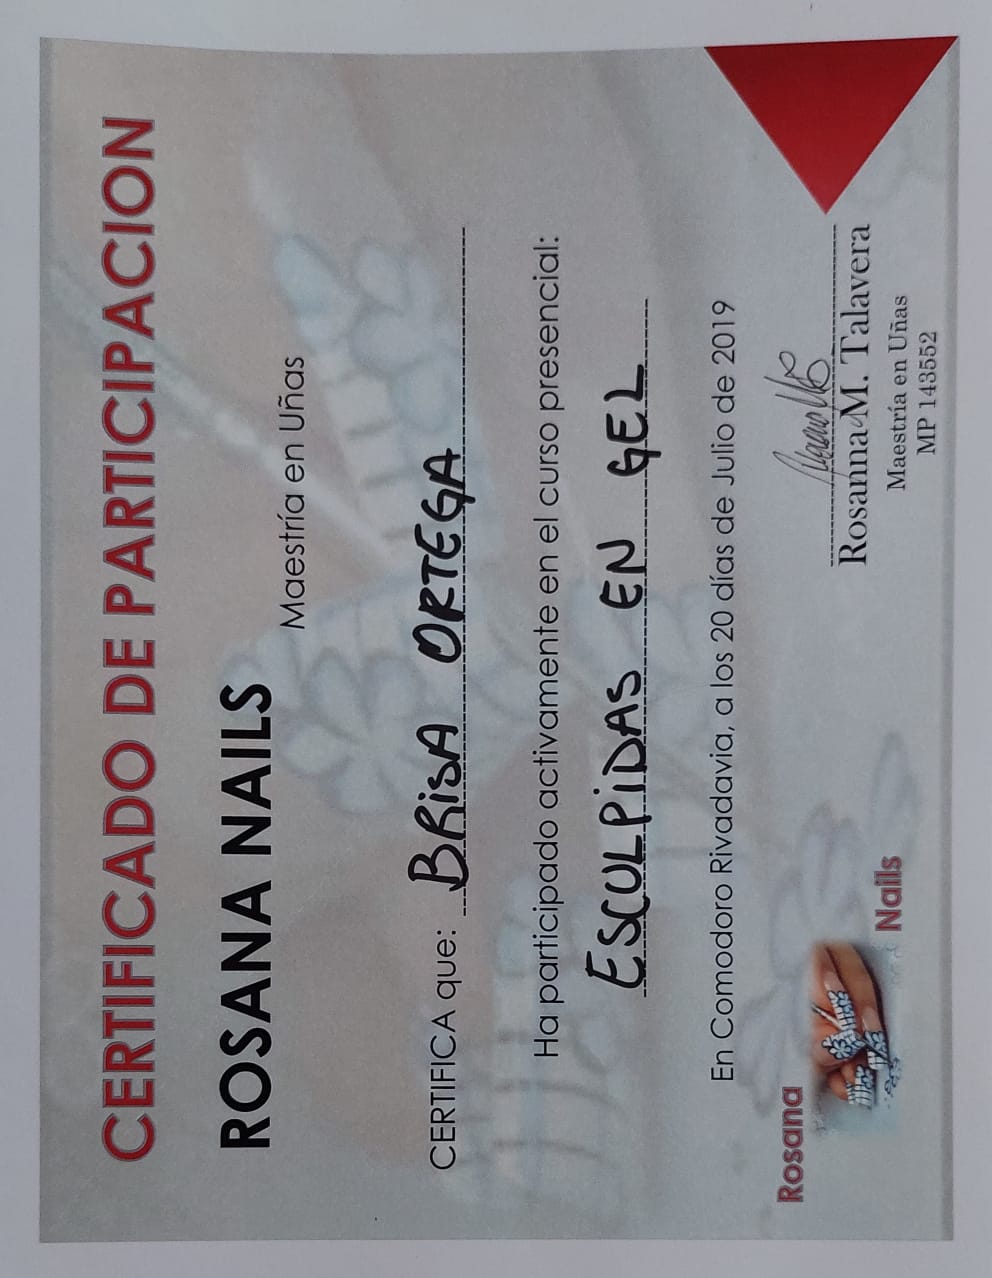 CERTIFICADO DE PARTICIPACION
ROSANA NAILS
Maestría en Uñas
CERTIFICA que: BRiSA ORTEGA
Ha participado activamente en el curso presencial:
ESCULPiDAS EN GEL
En Comodoro Rivadavia, a los 20 días de Julio de 2019
Rosana
Nails
Rosanna M. Talavera
Maestría en Uñas
MP 143552